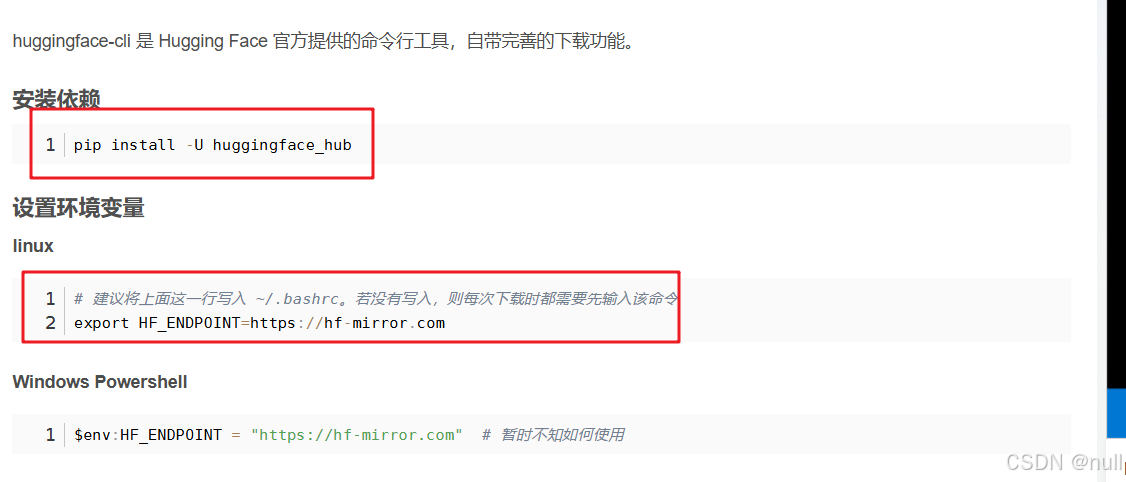 huggingface-cli 是 Hugging Face 官方提供的命令行工具，自带完善的下载功能。
安装依赖
1 pip install -U huggingface_hub
设置环境变量
linux
1 # 建议将上面这一行写入 ~/.bashrc。若没有写入，则每次下载时都需要先输入该命令
2 export HF_ENDPOINT=https://hf-mirror.com
Windows Powershell
1 $env:HF_ENDPOINT = "https://hf-mirror.com" # 暂时不知如何使用
CSDN @null